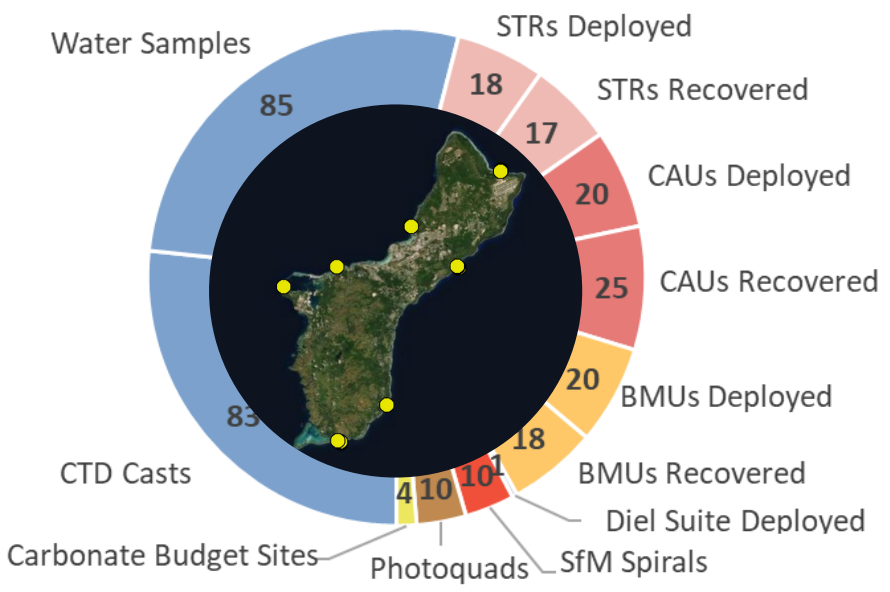 STRs Deployed
18
STRs Recovered
17
CAUs Deployed
20
CAUs Recovered
25
BMUs Deployed
20
BMUs Recovered
18
Diel Suite Deployed
1
SfM Spirals
10
Photoquads
10
Carbonate Budget Sites
4
CTD Casts
83
Water Samples
85